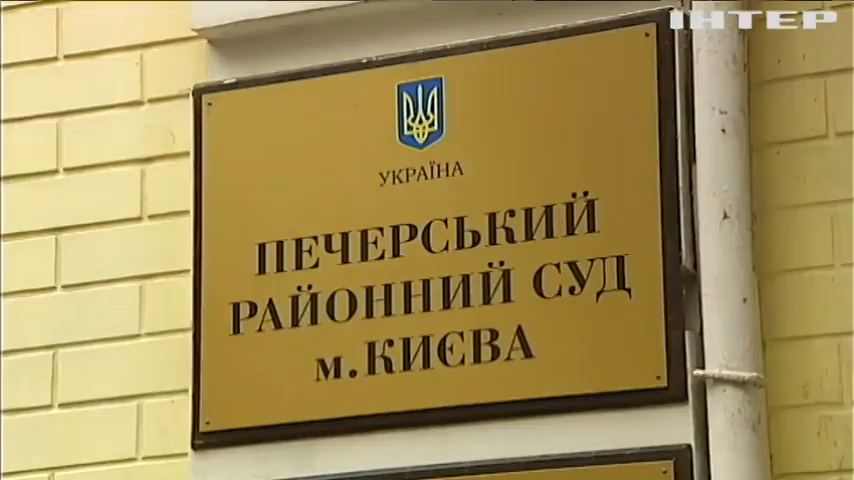 ІНТЕР
УКРАЇНА
ПЕЧЕРСЬКИЙ
РАЙОННИЙ СУД
м. КИЄВА